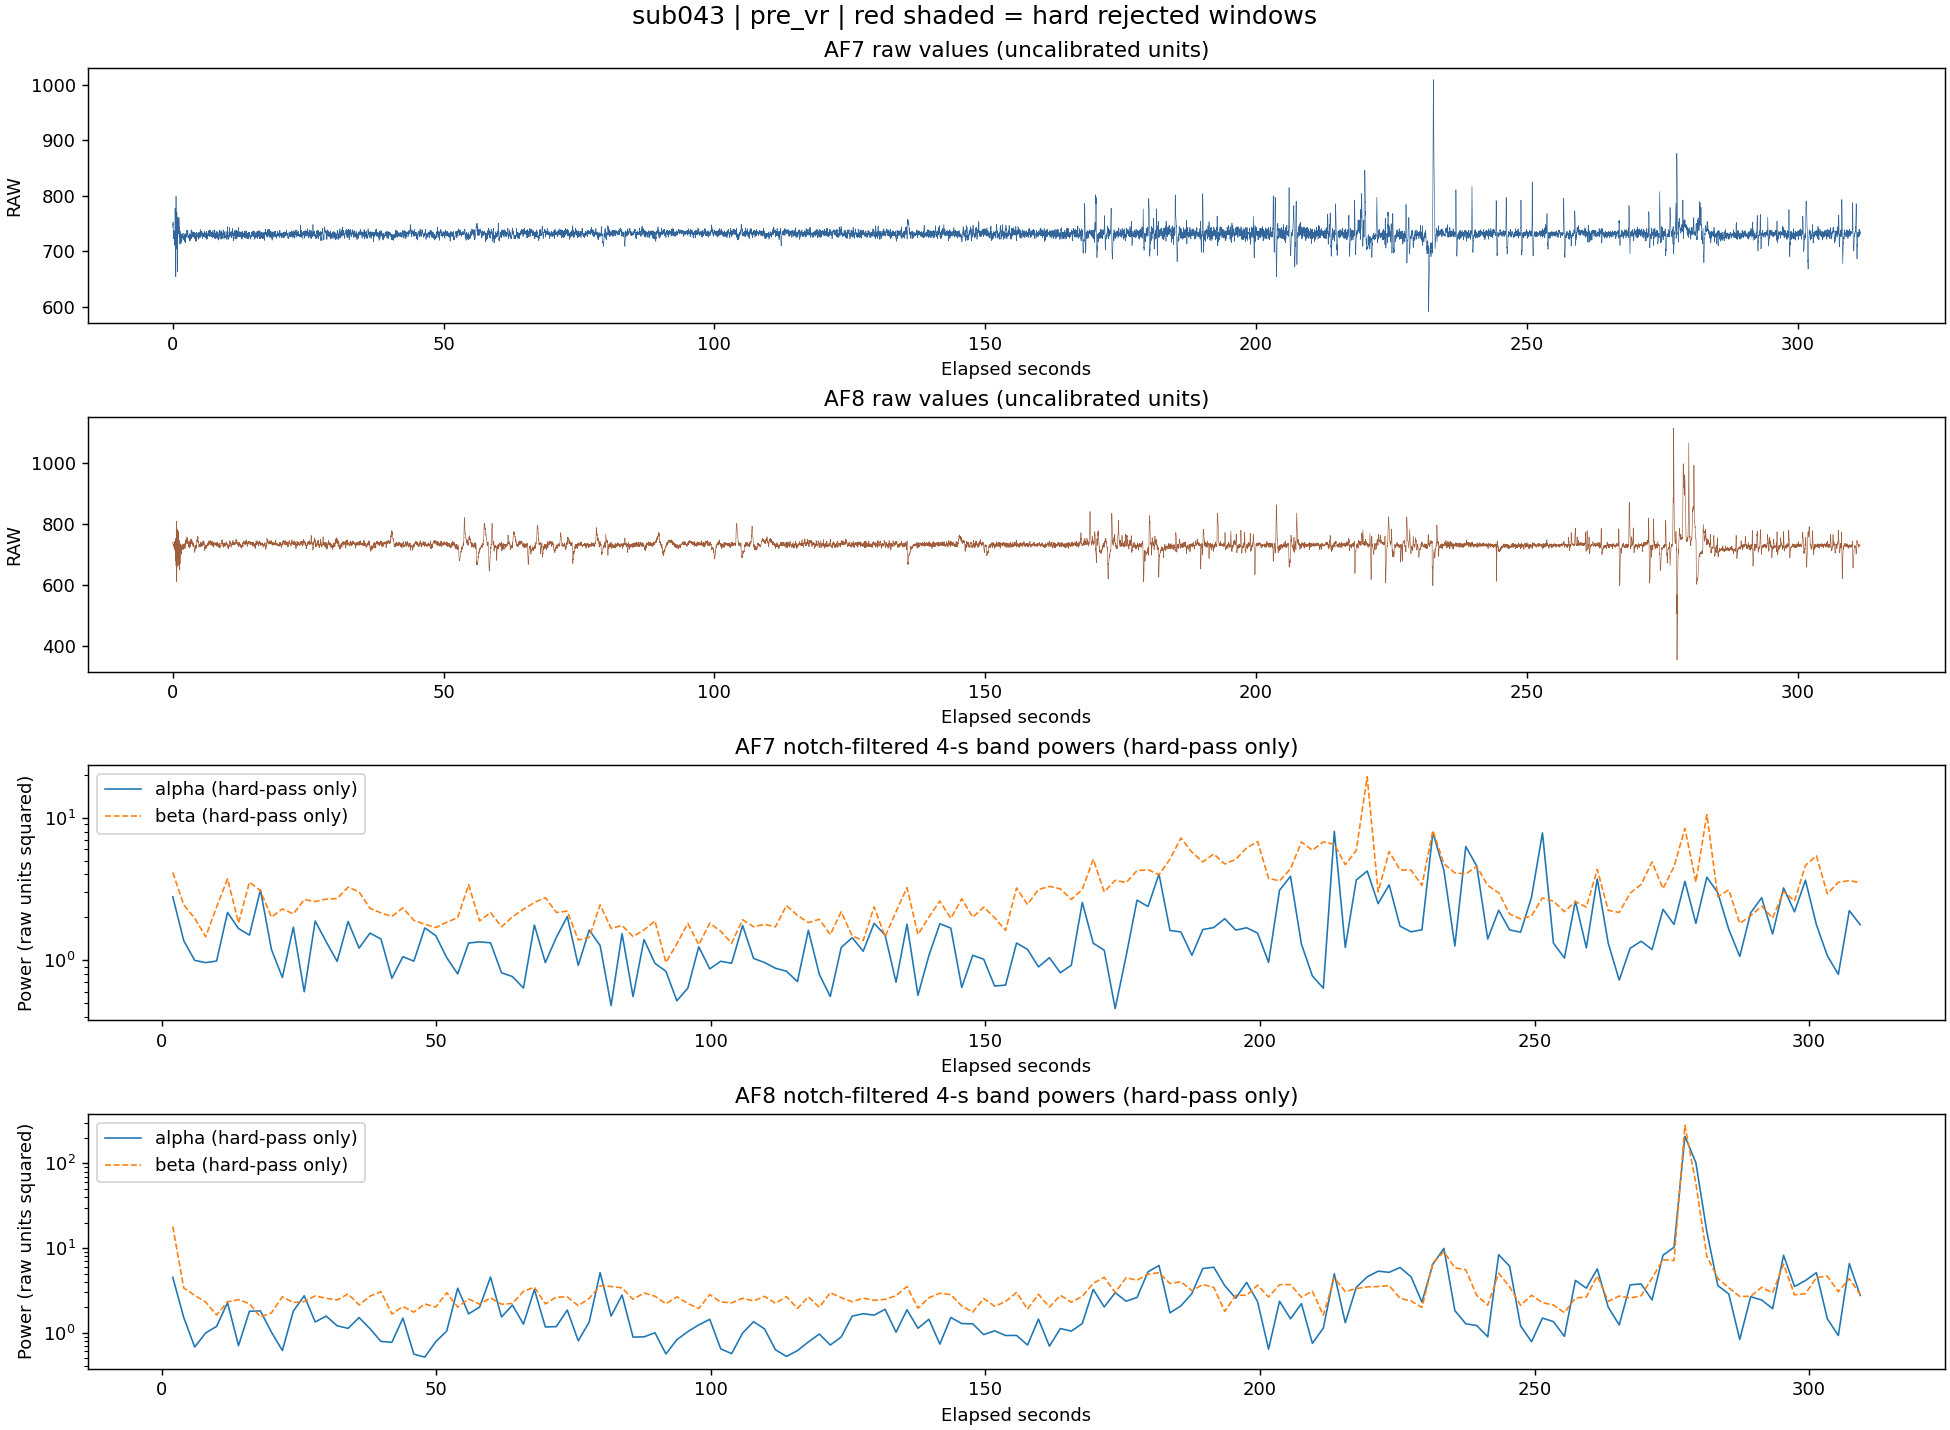 sub043 | pre_vr | red shaded = hard rejected windows
AF7 raw values (uncalibrated units)
RAW
1000
900
800
700
600
0 50 100 150 200 250 300
Elapsed seconds
AF8 raw values (uncalibrated units)
RAW
1000
800
600
400
0 50 100 150 200 250 300
Elapsed seconds
AF7 notch-filtered 4-s band powers (hard-pass only)
Power (raw units squared)
alpha (hard-pass only)
beta (hard-pass only)
10¹
10⁰
0 50 100 150 200 250 300
Elapsed seconds
AF8 notch-filtered 4-s band powers (hard-pass only)
Power (raw units squared)
alpha (hard-pass only)
beta (hard-pass only)
10²
10¹
10⁰
0 50 100 150 200 250 300
Elapsed seconds